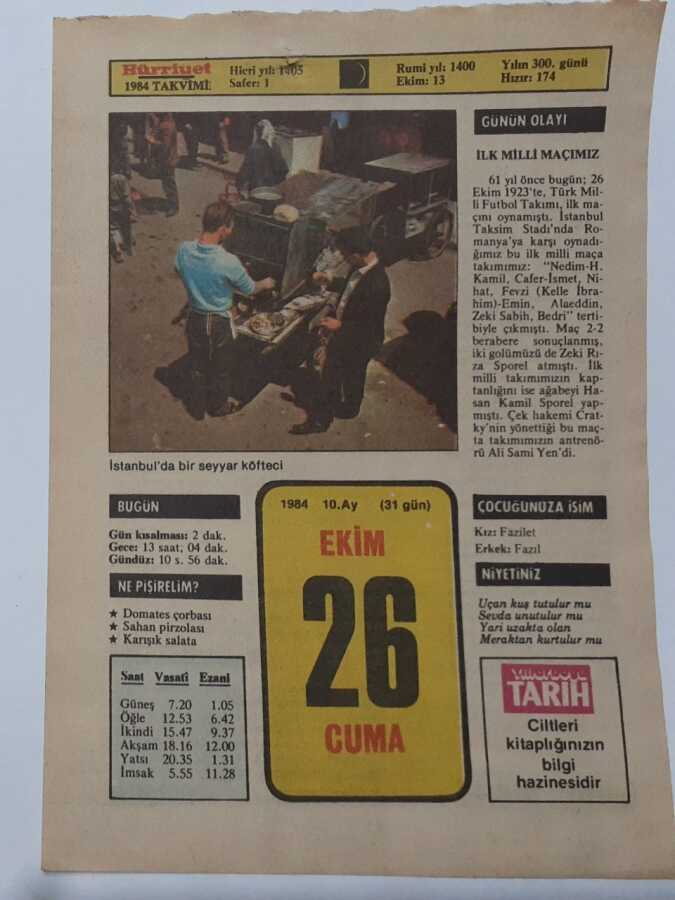 Hürriyet
1984 TAKVİMİ
Hicri yıl: 1405
Safer: 1
Rumi yıl: 1400
Ekim: 13
Yılın 300. günü
Hızır: 174
GÜNÜN OLAYI
İLK MİLLİ MAÇIMIZ
61 yıl önce bugün; 26
Ekim 1923'te, Türk Mil-
li Futbol Takımı, ilk ma-
çını oynamıştı. İstanbul
Taksim Stadı'nda Ro-
manya'ya karşı oynadı-
ğımız bu ilk milli maça
takımımız: "Nedim-H.
Kamil, Cafer-İsmet, Ni-
hat, Fevzi (Kelle İbra-
him)-Emin, Alaeddin,
Zeki Sabih, Bedri" terti-
biyle çıkmıştı. Maç 2-2
berabere sonuçlanmış,
iki golümüzü de Zeki Rı-
za Sporel atmıştı. İlk
milli takımımızın kap-
tanlığını ise ağabeyi Ha-
san Kamil Sporel yap-
mıştı. Çek hakemi Crat-
ky'nin yönettiği bu maç-
ta takımımızın antrenö-
rü Ali Sami Yen'di.
İstanbul'da bir seyyar köfteci
BUGÜN
Gün kısalması: 2 dak.
Gece: 13 saat, 04 dak.
Gündüz: 10 s. 56 dak.
NE PİŞİRELİM?
★ Domates çorbası
★ Sahan pirzolası
★ Karışık salata
Saat Vasatî Ezanî
Güneş 7.20 1.05
Öğle 12.53 6.42
İkindi 15.47 9.37
Akşam 18.16 12.00
Yatsı 20.35 1.31
İmsak 5.55 11.28
1984 10.Ay (31 gün)
EKİM
26
CUMA
ÇOCUĞUNUZA İSİM
Kız: Fazilet
Erkek: Fazıl
NİYETİNİZ
Uçan kuş tutulur mu
Sevda unutulur mu
Yari uzakta olan
Meraktan kurtulur mu
Yıllarboyu
TARİH
Ciltleri
kitaplığınızın
bilgi
hazinesidir